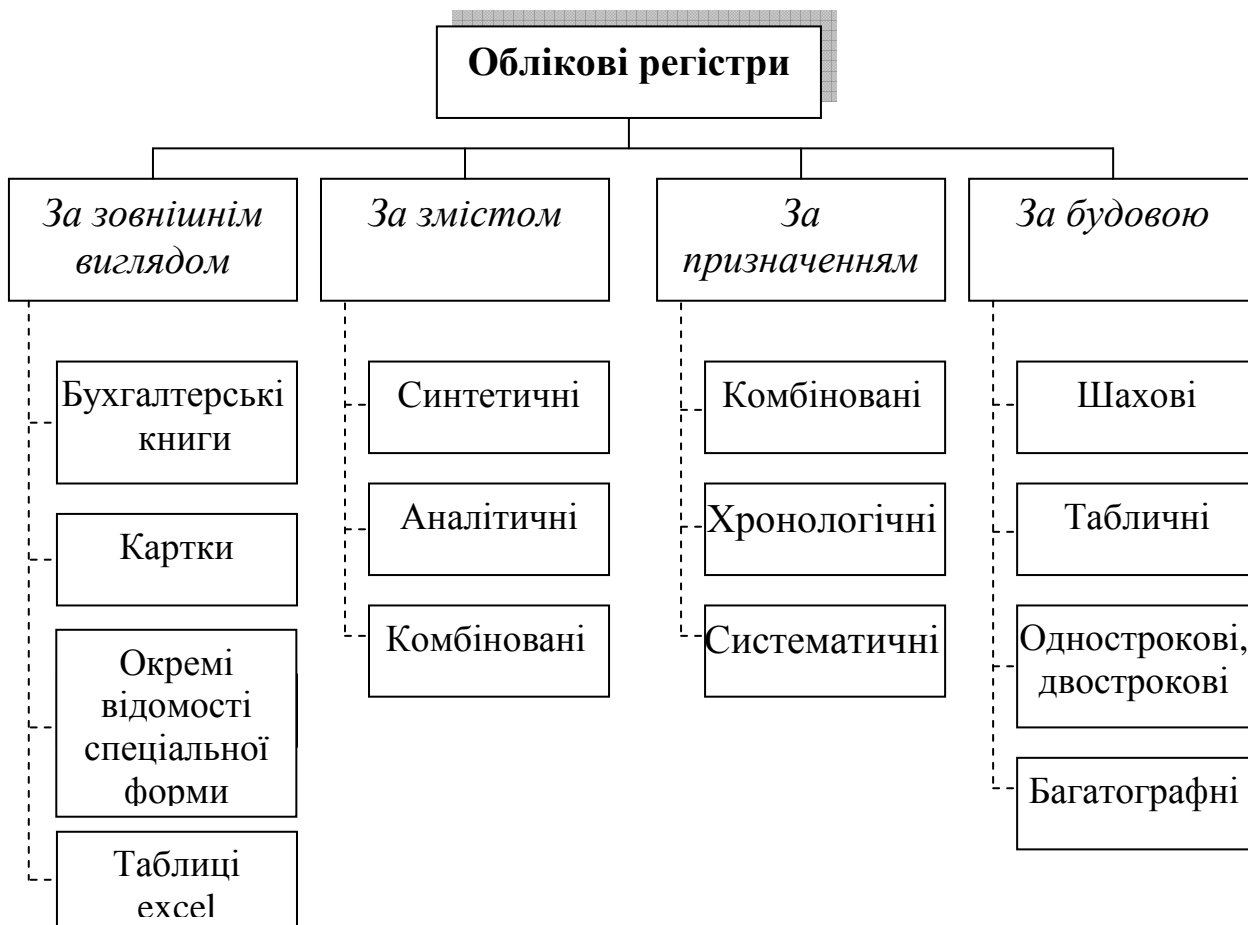 Облікові регістри
За зовнішнім
виглядом
За змістом
За
призначенням
За будовою
Бухгалтерські
книги
Картки
Окремі
відомості
спеціальної
форми
Таблиці
excel
Синтетичні
Аналітичні
Комбіновані
Комбіновані
Хронологічні
Систематичні
Шахові
Табличні
Однострокові,
двострокові
Багатографні